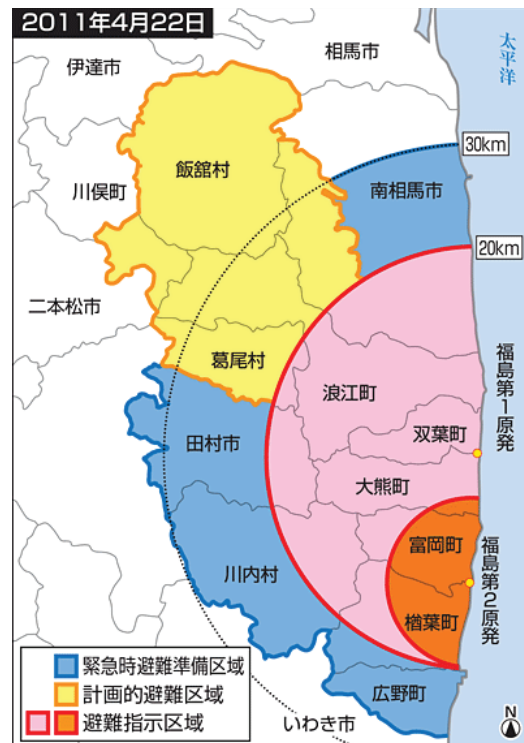 2011年4月22日
伊達市
相馬市
太平洋
30km
飯舘村
川俣町
南相馬市
20km
二本松市
葛尾村
浪江町
福島第1原発
双葉町
田村市
大熊町
富岡町
福島第2原発
川内村
楢葉町
緊急時避難準備区域
計画的避難区域
避難指示区域
広野町
いわき市
N